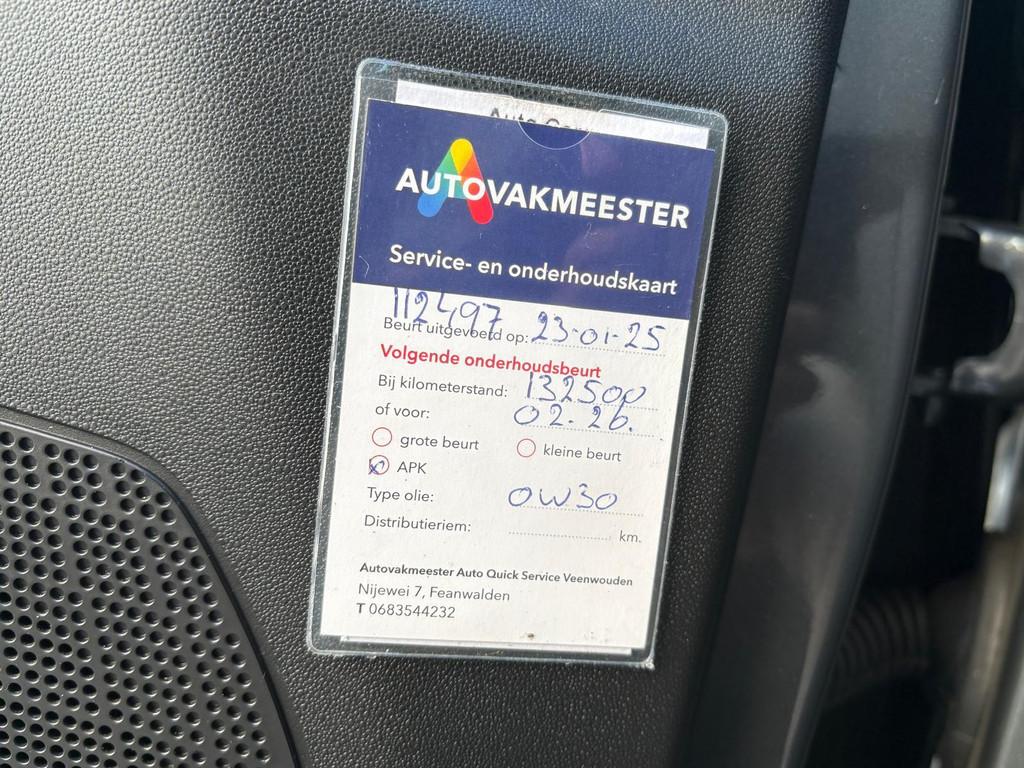 AUTOVAKMEESTER
Service- en onderhoudskaart
112497
Beurt uitgevoerd op: 23-01-25
Volgende onderhoudsbeurt
Bij kilometerstand: 132500
of voor: 02.26.
grote beurt kleine beurt
APK
Type olie: 0W30
Distributieriem: km.
Autovakmeester Auto Quick Service Veenwouden
Nijewei 7, Feanwalden
T 0683544232